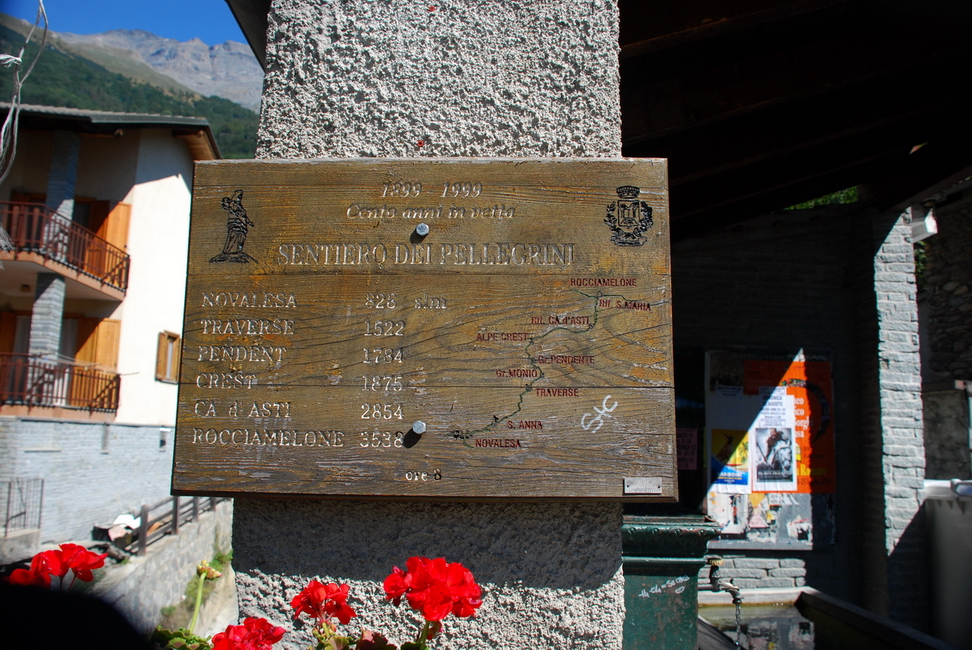 1899 1999
Cento anni in vetta
SENTIERO DEI PELLEGRINI
NOVALESA 828 s/m
TRAVERSE 1522
PENDENT 1784
CREST 1875
CA d'ASTI 2854
ROCCIAMELONE 3538
ore 8
ROCCIAMELONE
RIF. S.MARIA
RIF. CA D'ASTI
ALPE CREST
Gr.PENDENTE
Gr.MONIO
TRAVERSE
S. ANNA
NOVALESA